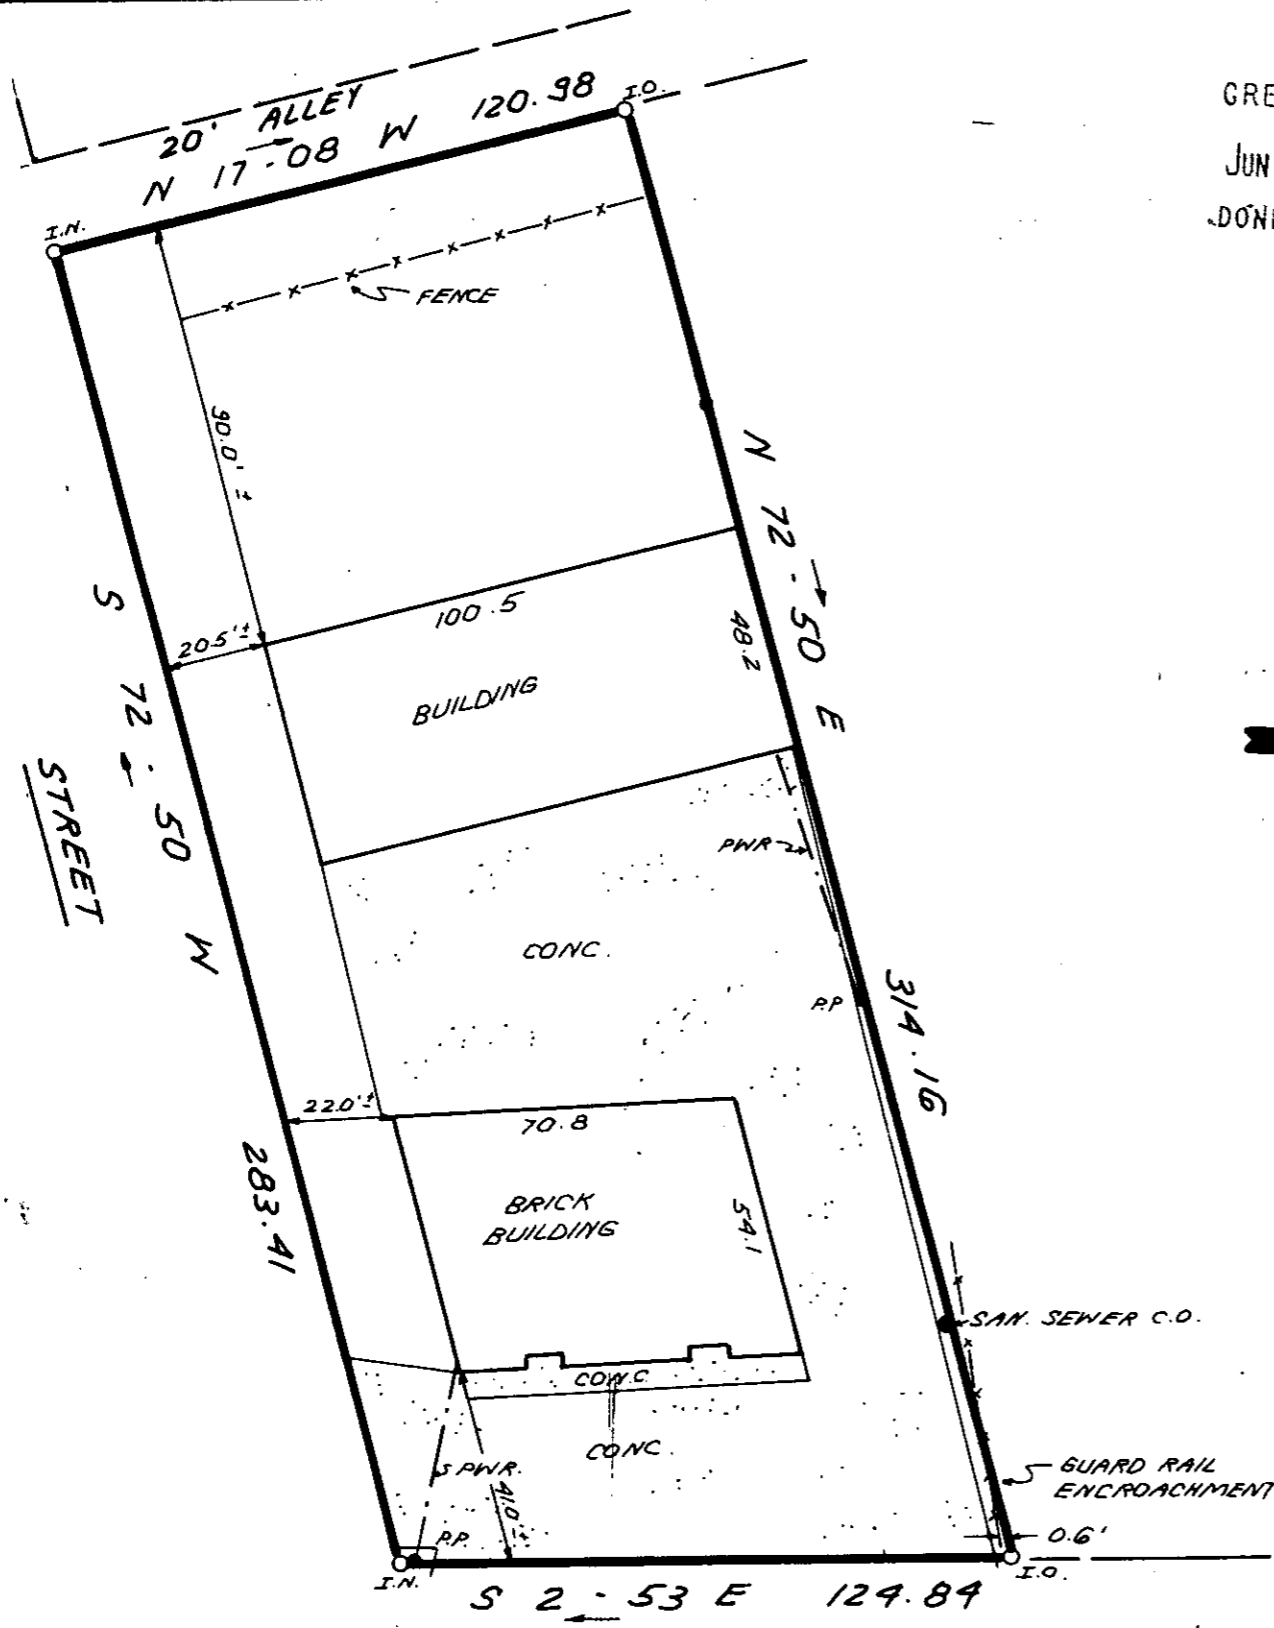 GRE
JUN
DONN
20' ALLEY
N 17-08 W 120.98
I.O.
I.N.
FENCE
90.0' ±
N 72-50 E
314.16
S 72-50 W
283.41
STREET
20.5'±
100.5
48.2
BUILDING
PWR
CONC.
P.P
22.0'±
70.8
BRICK
BUILDING
54.1
SAN. SEWER C.O.
CONC
CONC.
PWR.
41.0'±
GUARD RAIL
ENCROACHMENT
0.6'
P.P.
I.N.
I.O.
S 2-53 E 124.84